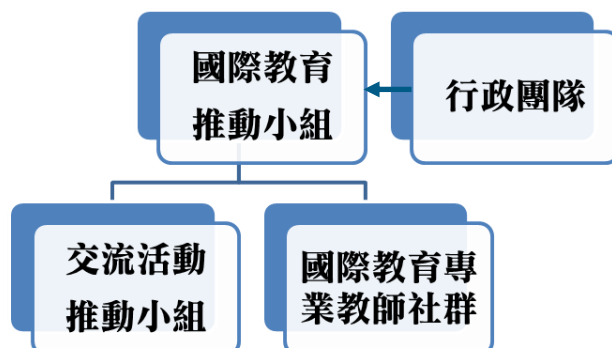 國際教育
推動小組
行政團隊
交流活動
推動小組
國際教育專
業教師社群